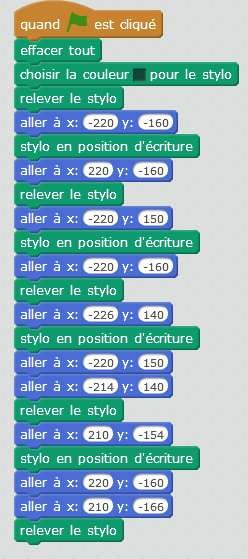 quand est cliqué
effacer tout
choisir la couleur pour le stylo
relever le stylo
aller à x: -220 y: -160
stylo en position d'écriture
aller à x: 220 y: -160
relever le stylo
aller à x: -220 y: 150
stylo en position d'écriture
aller à x: -220 y: -160
relever le stylo
aller à x: -226 y: 140
stylo en position d'écriture
aller à x: -220 y: 150
aller à x: -214 y: 140
relever le stylo
aller à x: 210 y: -154
stylo en position d'écriture
aller à x: 220 y: -160
aller à x: 210 y: -166
relever le stylo